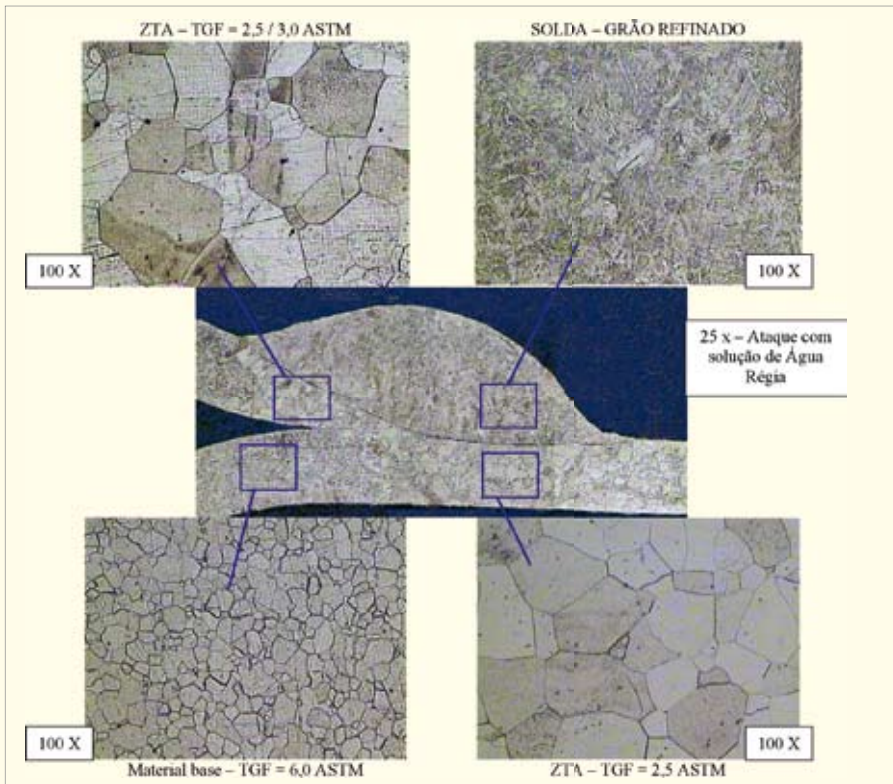 ZTA – TGF = 2,5 / 3,0 ASTM
SOLDA – GRÃO REFINADO
100 X
100 X
25 x – Ataque com
solução de Água
Régia
100 X
100 X
Material base – TGF = 6,0 ASTM
ZTA – TGF = 2,5 ASTM